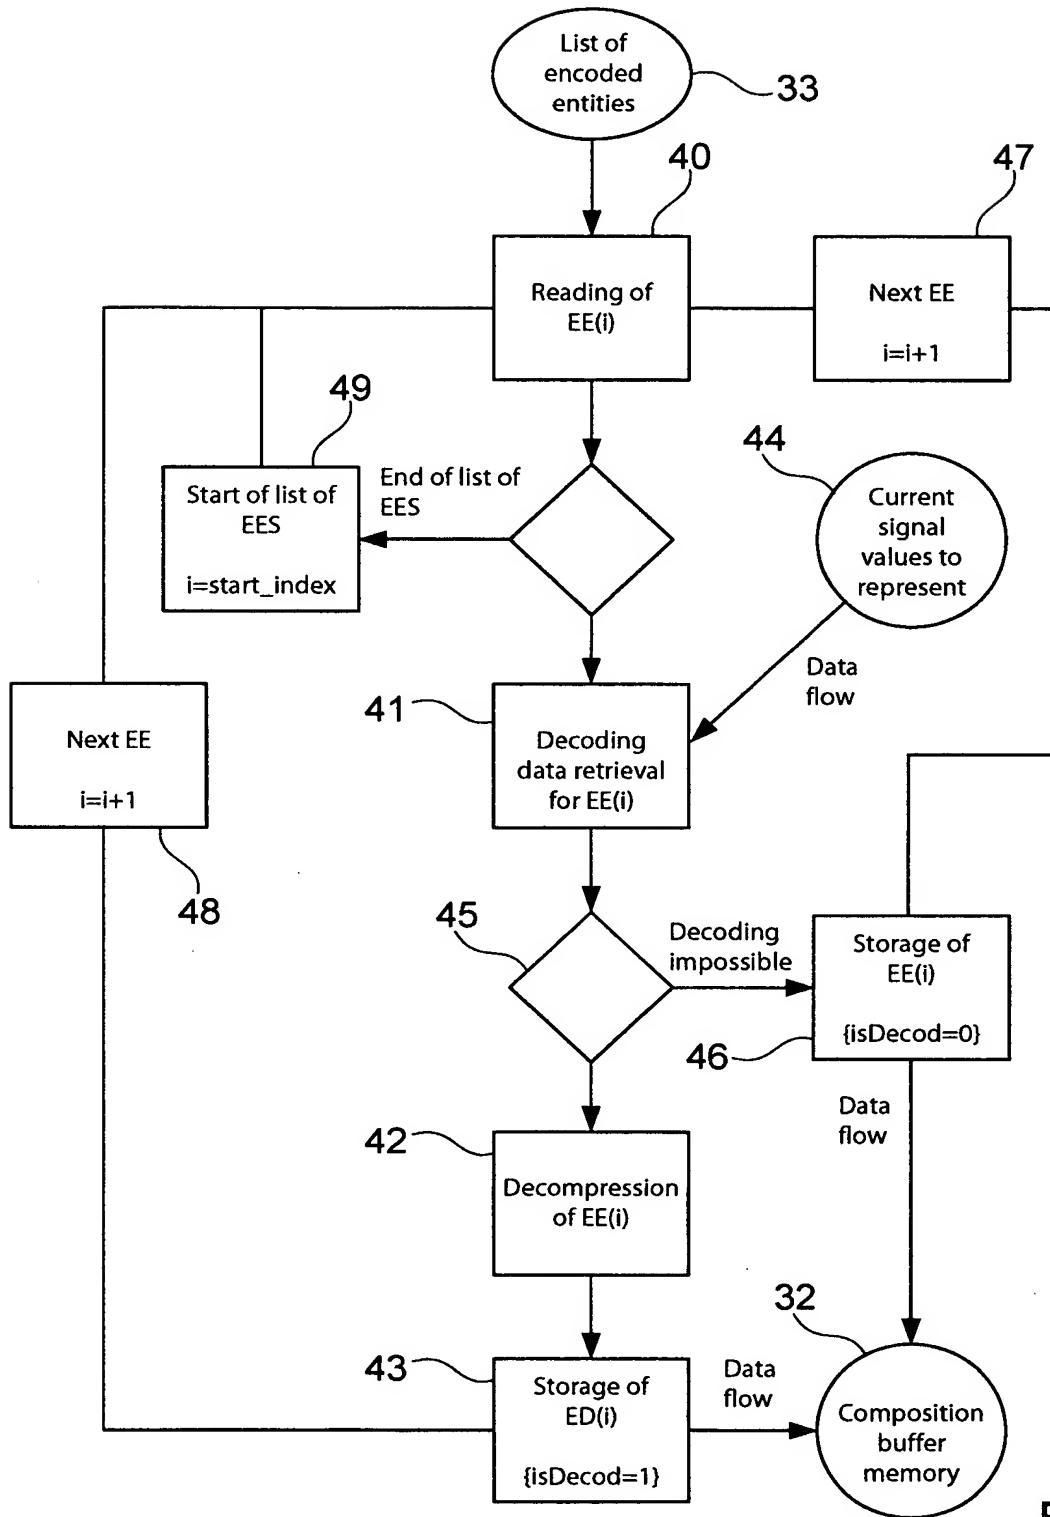 List of
encoded
entities
33
40
47
Reading of
EE(i)
Next EE
i=i+1
49
44
Start of list of
EES
i=start_index
End of list of
EES
Current
signal
values to
represent
Data
flow
41
Decoding
data retrieval
for EE(i)
Next EE
i=i+1
48
45
Decoding
impossible
Storage of
EE(i)
{isDecod=0}
46
Data
flow
42
Decompression
of EE(i)
32
43
Storage of
ED(i)
{isDecod=1}
Data
flow
Composition
buffer
memory